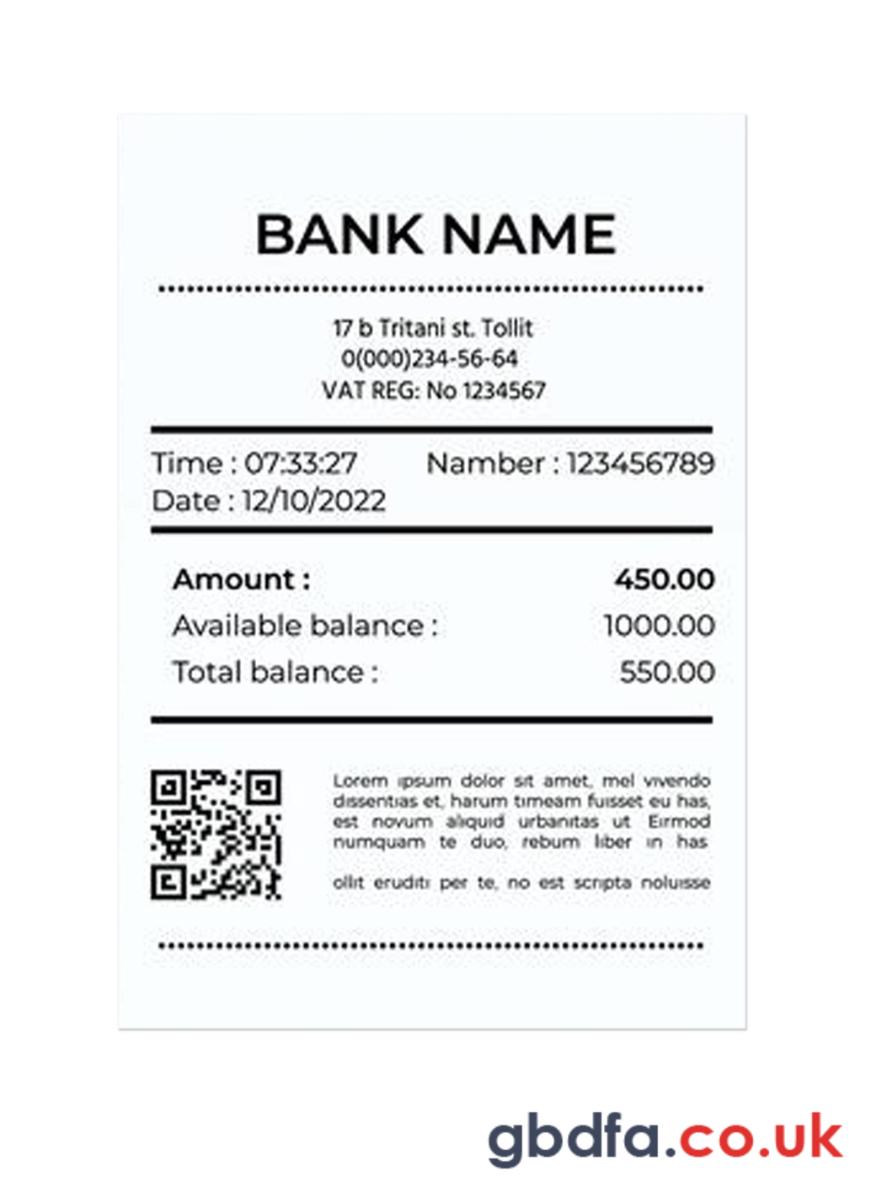 BANK NAME
17 b Tritani st. Tollit
0(000)234-56-64
VAT REG: No 1234567
Time : 07:33:27 Namber : 123456789
Date : 12/10/2022
Amount : 450.00
Available balance : 1000.00
Total balance : 550.00
Lorem ipsum dolor sit amet, mel vivendo
dissentias et, harum timeam fuisset eu has,
est novum aliquid urbanitas ut Eirmod
numquam te duo, rebum liber in has
ollit eruditi per te, no est scripta noluisse
gbdfa.co.uk